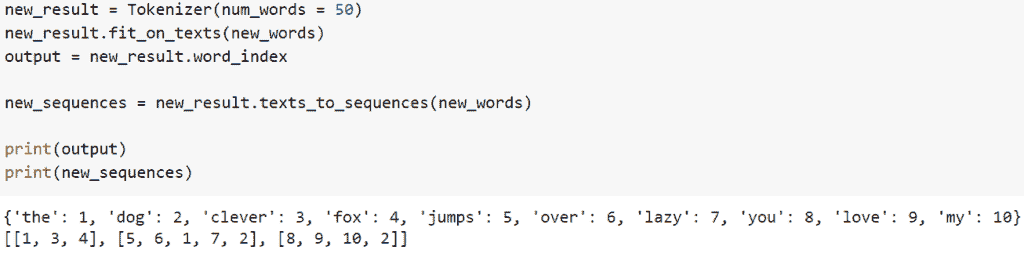 new_result = Tokenizer(num_words = 50)
new_result.fit_on_texts(new_words)
output = new_result.word_index
new_sequences = new_result.texts_to_sequences(new_words)
print(output)
print(new_sequences)
{'the': 1, 'dog': 2, 'clever': 3, 'fox': 4, 'jumps': 5, 'over': 6, 'lazy': 7, 'you': 8, 'love': 9, 'my': 10}
[[1, 3, 4], [5, 6, 1, 7, 2], [8, 9, 10, 2]]